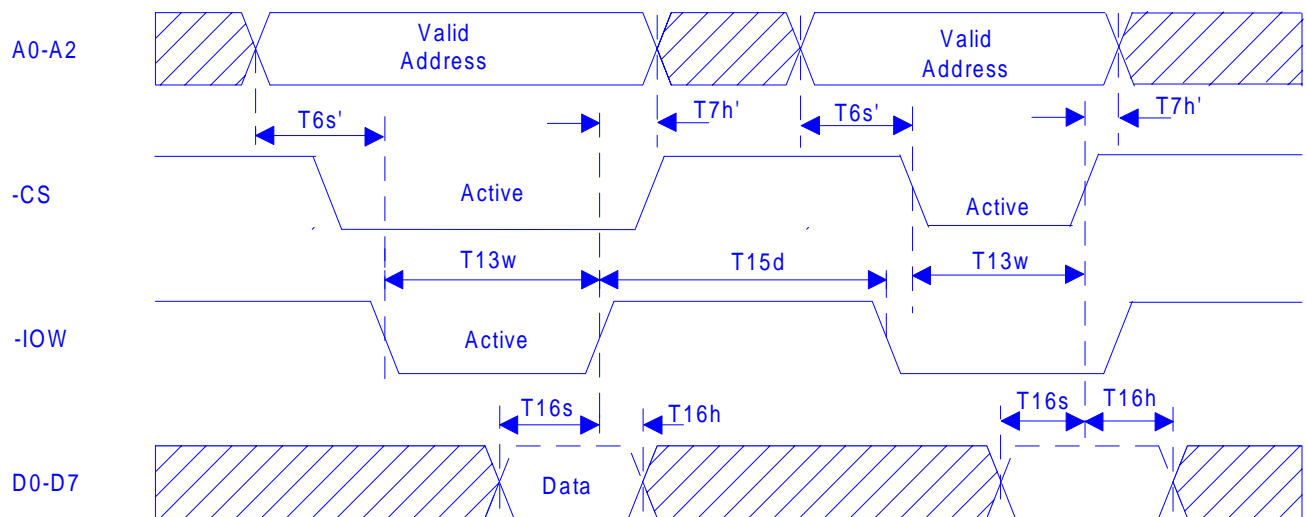 A0-A2
Valid
Address
Valid
Address
T6s'
T7h'
T6s'
T7h'
-CS
Active
Active
T13w
T15d
T13w
-IOW
Active
T16s
T16h
T16s
T16h
D0-D7
Data